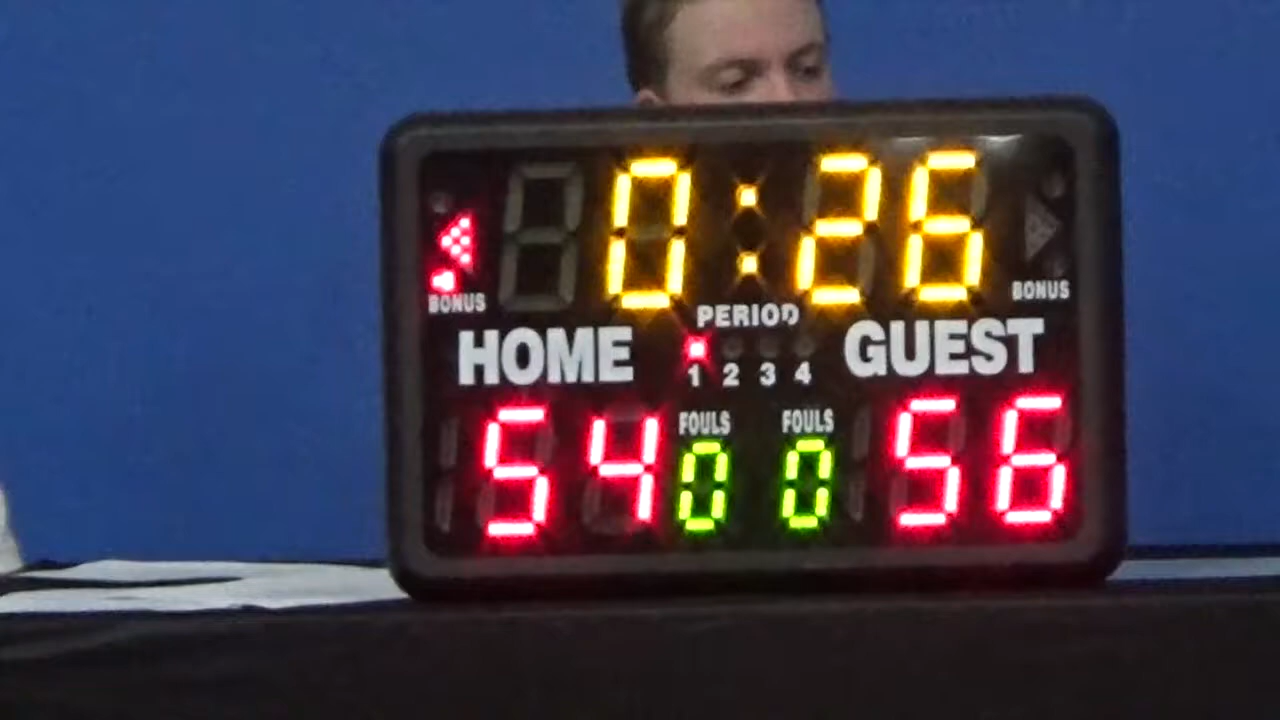 0:26
BONUS PERIOD BONUS
HOME GUEST
1 2 3 4
FOULS FOULS
54 0 0 56